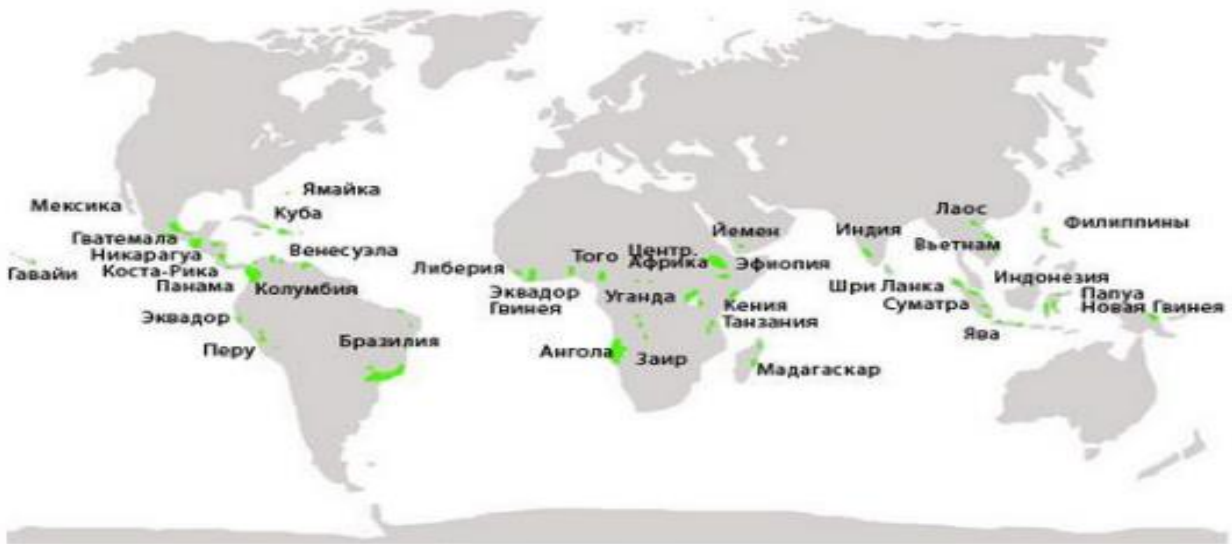 Ямайка
Мексика
Куба
Гватемала
Никарагуа
Гавайи
Коста-Рика
Панама
Венесуэла
Колумбия
Эквадор
Перу
Бразилия
Либерия
Эквадор
Гвинея
Того
Центр.
Африка
Йемен
Эфиопия
Уганда
Кения
Танзания
Ангола
Заир
Мадагаскар
Индия
Шри Ланка
Суматра
Ява
Лаос
Вьетнам
Филиппины
Индонезия
Папуа
Новая Гвинея